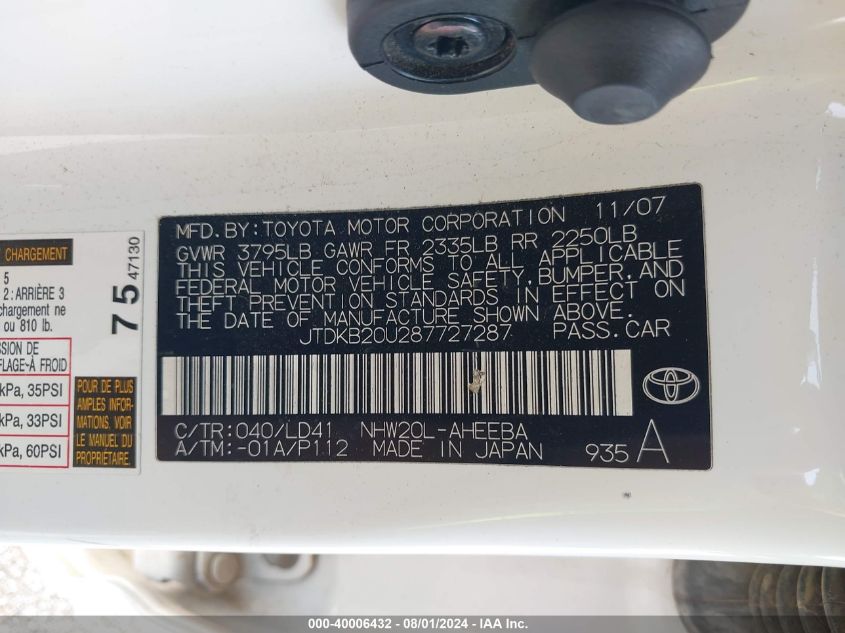 MFD.BY:TOYOTA MOTOR CORPORATION 11/07
GVWR 3795LB GAWR FR 2335LB RR 2250LB
THIS VEHICLE CONFORMS TO ALL APPLICABLE
FEDERAL MOTOR VEHICLE SAFETY,BUMPER,AND
THEFT PREVENTION STANDARDS IN EFFECT ON
THE DATE OF MANUFACTURE SHOWN ABOVE.
JTDKB20U287727287 PASS.CAR
C/TR:040/LD41 NHW20L-AHEEBA
A/TM:-01A/P112 MADE IN JAPAN 935 A
CHARGEMENT
5
2 : ARRIÈRE 3
chargement ne
ou 810 lb.
75 47130
FLAGE-À FROID
kPa, 35PSI
kPa, 33PSI
kPa, 60PSI
POUR DE PLUS
AMPLES INFOR-
MATIONS, VOIR
LE MANUEL DU
PROPRIÉTAIRE.
000-40006432 - 08/01/2024 - IAA Inc.